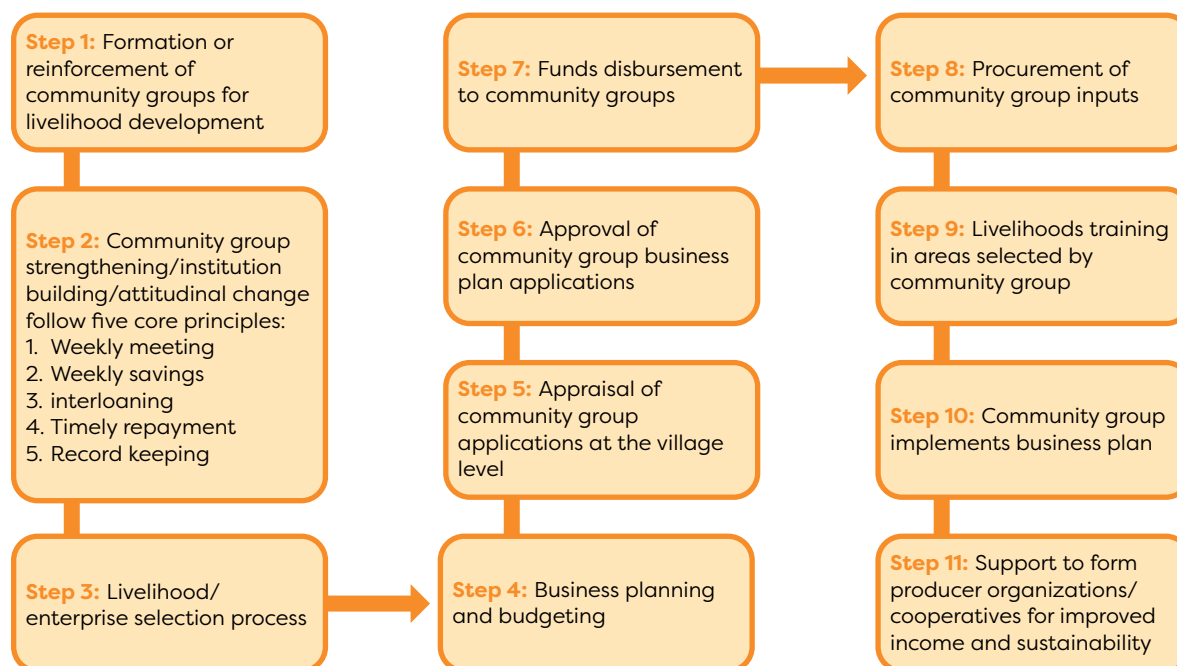 Step 1: Formation or
reinforcement of
community groups for
livelihood development
Step 2: Community group
strengthening/institution
building/attitudinal change
follow five core principles:
1. Weekly meeting
2. Weekly savings
3. interloaning
4. Timely repayment
5. Record keeping
Step 3: Livelihood/
enterprise selection process
Step 4: Business planning
and budgeting
Step 5: Appraisal of
community group
applications at the village
level
Step 6: Approval of
community group business
plan applications
Step 7: Funds disbursement
to community groups
Step 8: Procurement of
community group inputs
Step 9: Livelihoods training
in areas selected by
community group
Step 10: Community group
implements business plan
Step 11: Support to form
producer organizations/
cooperatives for improved
income and sustainability